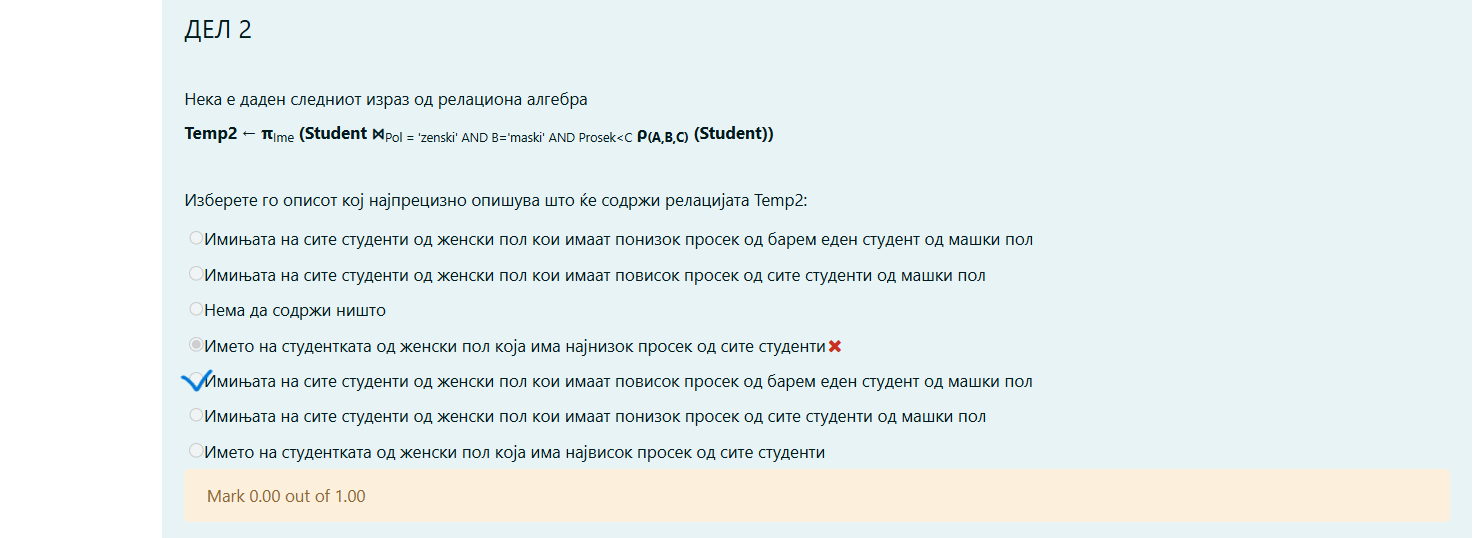 ДЕЛ 2
Нека е даден следниот израз од релациона алгебра
Temp2 ← πIme (Student ⋈Pol = 'zenski' AND B='maski' AND Prosek<C ρ(A,B,C) (Student))
Изберете го описот кој најпрецизно опишува што ќе содржи релацијата Temp2:
Имињата на сите студенти од женски пол кои имаат понизок просек од барем еден студент од машки пол
Имињата на сите студенти од женски пол кои имаат повисок просек од сите студенти од машки пол
Нема да содржи ништо
Името на студентката од женски пол која има најнизок просек од сите студенти
Имињата на сите студенти од женски пол кои имаат повисок просек од барем еден студент од машки пол
Имињата на сите студенти од женски пол кои имаат понизок просек од сите студенти од машки пол
Името на студентката од женски пол која има највисок просек од сите студенти
Mark 0.00 out of 1.00